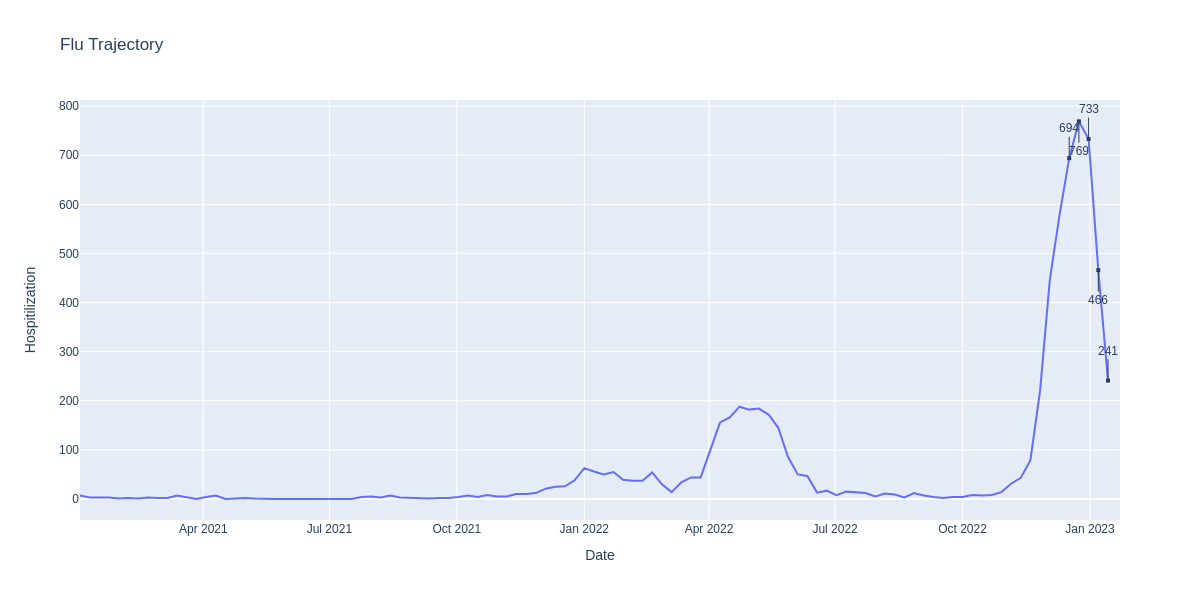 Flu Trajectory
Hospitilization
800
700
600
500
400
300
200
100
0
733
694
769
466
241
Apr 2021
Jul 2021
Oct 2021
Jan 2022
Apr 2022
Jul 2022
Oct 2022
Jan 2023
Date